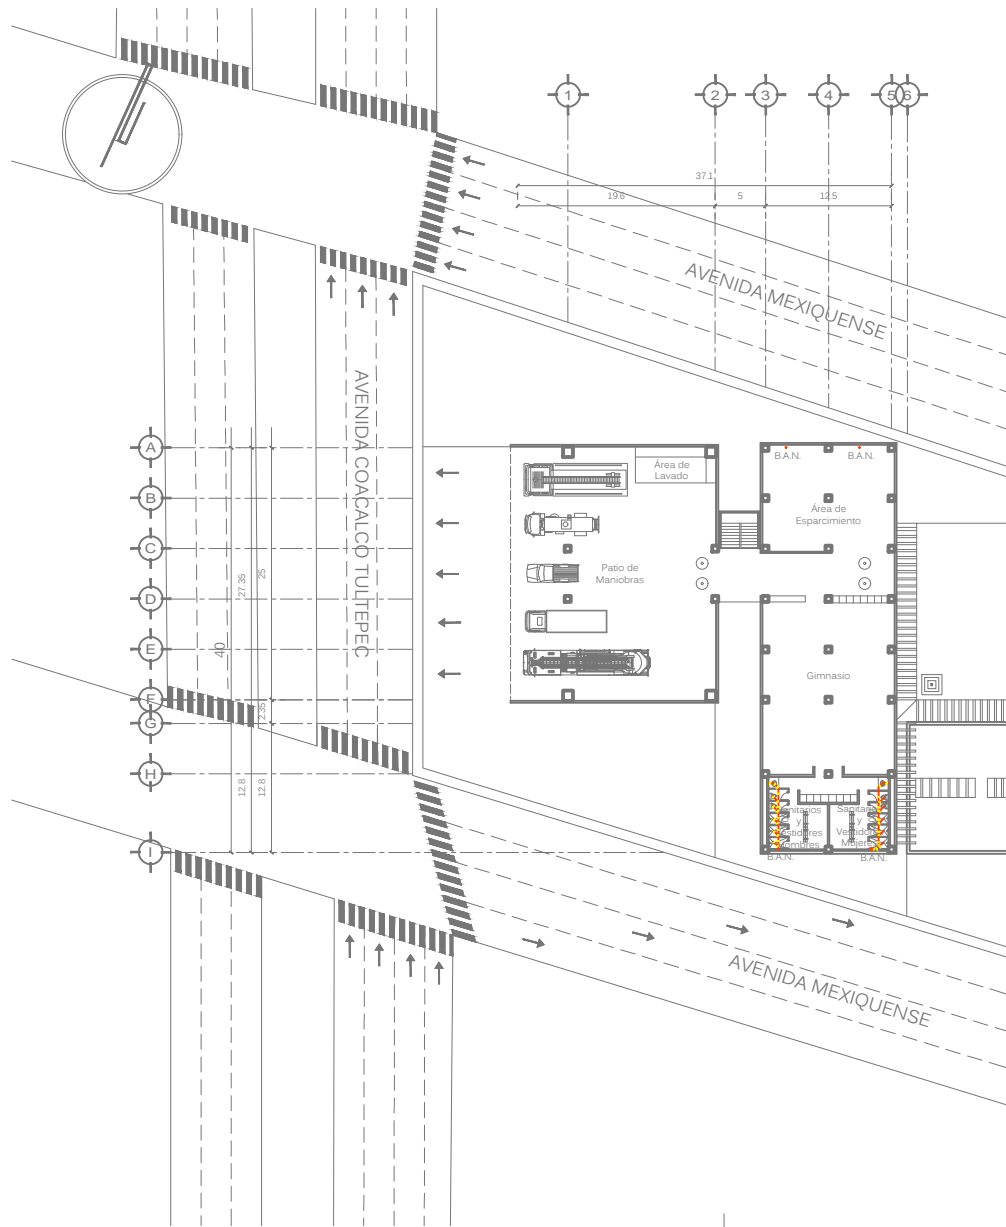 1
2
3
4
5
6
37.1
19.6
5
12.5
AVENIDA MEXIQUENSE
AVENIDA COACALCO TULTEPEC
A
B
C
D
E
F
G
H
I
27.35
25
40
2.35
12.8
12.8
Área de
Lavado
B.A.N.
B.A.N.
Área de
Esparcimiento
Patio de
Maniobras
Gimnasio
Sanitarios
y
Vestidores
Hombres
Sanitarios
y
Vestidores
Mujeres
B.A.N.
B.A.N.
AVENIDA MEXIQUENSE